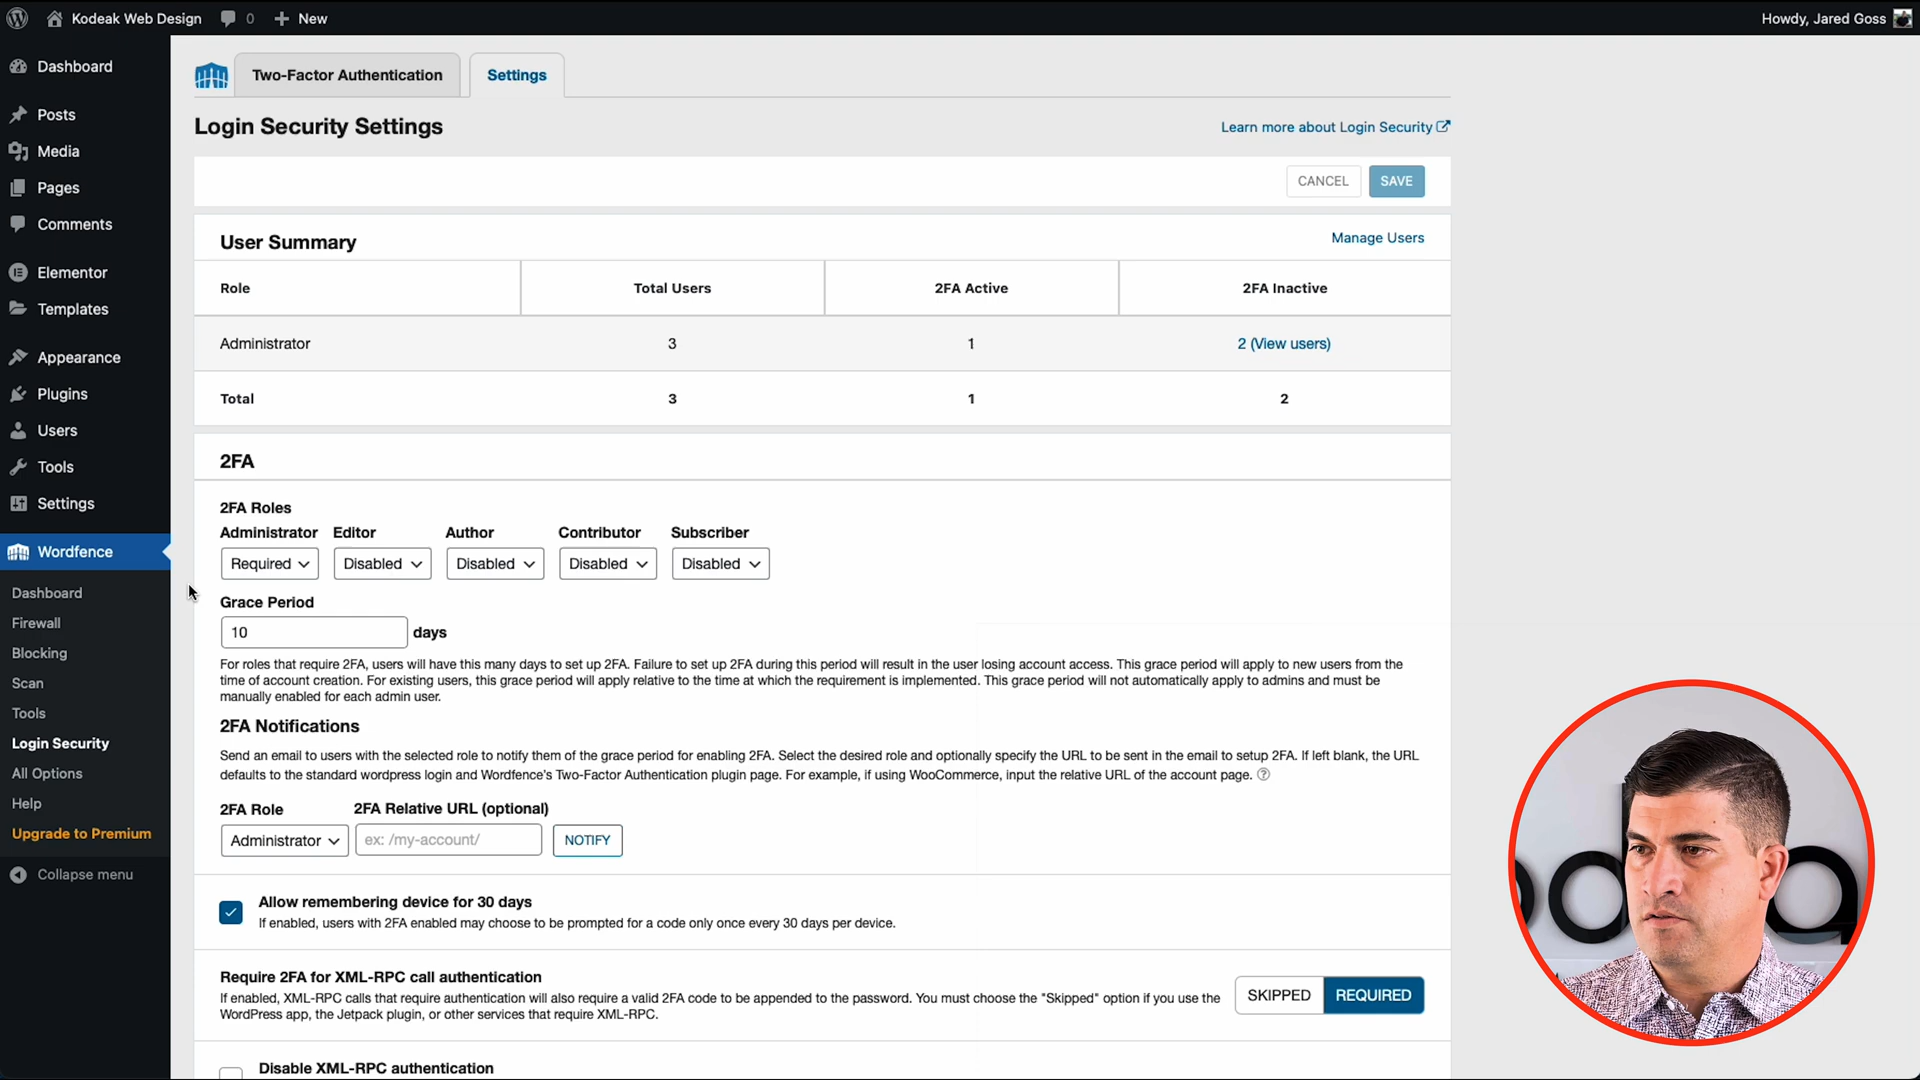 Kodeak Web Design
0
New
Howdy, Jared Goss
Dashboard
Posts
Media
Pages
Comments
Elementor
Templates
Appearance
Plugins
Users
Tools
Settings
Wordfence
Dashboard
Firewall
Blocking
Scan
Tools
Login Security
All Options
Help
Upgrade to Premium
Collapse menu
Two-Factor Authentication
Settings
Login Security Settings
Learn more about Login Security
CANCEL
SAVE
User Summary
Manage Users
Role Total Users 2FA Active 2FA Inactive
Administrator 3 1 2 (View users)
Total 3 1 2
2FA
2FA Roles
Administrator Editor Author Contributor Subscriber
Required Disabled Disabled Disabled Disabled
Grace Period
10 days
For roles that require 2FA, users will have this many days to set up 2FA. Failure to set up 2FA during this period will result in the user losing account access. This grace period will apply to new users from the
time of account creation. For existing users, this grace period will apply relative to the time at which the requirement is implemented. This grace period will not automatically apply to admins and must be
manually enabled for each admin user.
2FA Notifications
Send an email to users with the selected role to notify them of the grace period for enabling 2FA. Select the desired role and optionally specify the URL to be sent in the email to setup 2FA. If left blank, the URL
defaults to the standard wordpress login and Wordfence's Two-Factor Authentication plugin page. For example, if using WooCommerce, input the relative URL of the account page. ?
2FA Role 2FA Relative URL (optional)
Administrator ex: /my-account/ NOTIFY
Allow remembering device for 30 days
If enabled, users with 2FA enabled may choose to be prompted for a code only once every 30 days per device.
Require 2FA for XML-RPC call authentication
If enabled, XML-RPC calls that require authentication will also require a valid 2FA code to be appended to the password. You must choose the "Skipped" option if you use the
WordPress app, the Jetpack plugin, or other services that require XML-RPC.
SKIPPED REQUIRED
Disable XML-RPC authentication